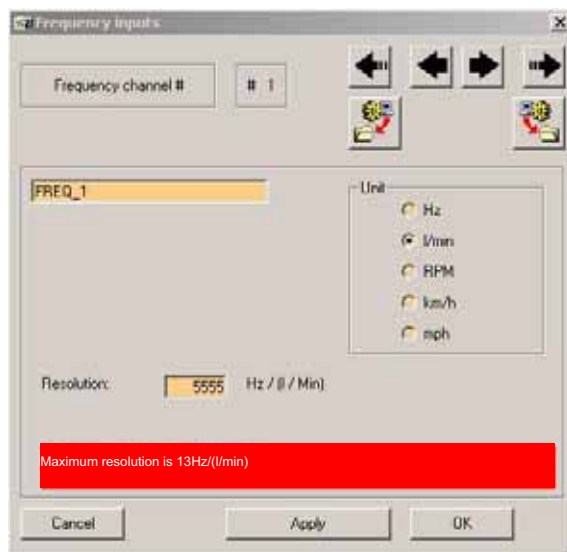 Frequency inputs
Frequency channel #
# 1
FREQ_1
Unit
Hz
l/min
RPM
km/h
mph
Resolution:
5555
Hz / (l / Min)
Maximum resolution is 13Hz/(l/min)
Cancel
Apply
OK